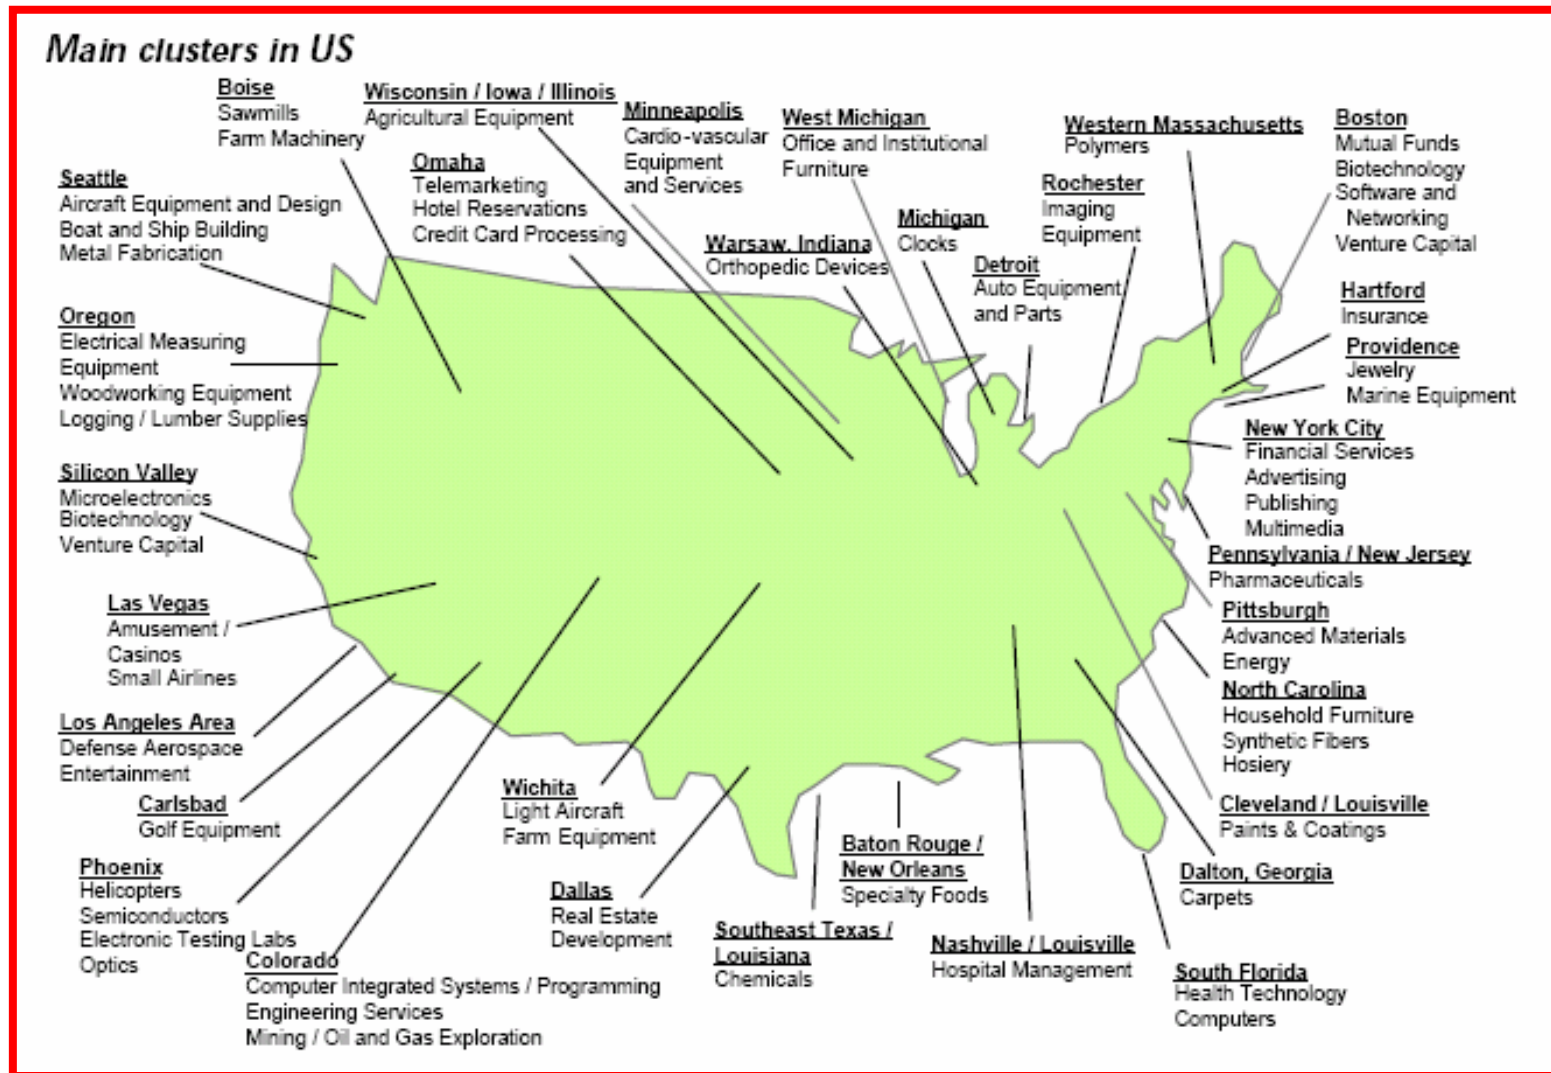 Main clusters in US
Boise
Sawmills
Farm Machinery
Wisconsin / Iowa / Illinois
Agricultural Equipment
Minneapolis
Cardio-vascular
Equipment
and Services
West Michigan
Office and Institutional
Furniture
Western Massachusetts
Polymers
Boston
Mutual Funds
Biotechnology
Software and
Networking
Venture Capital
Omaha
Telemarketing
Hotel Reservations
Credit Card Processing
Seattle
Aircraft Equipment and Design
Boat and Ship Building
Metal Fabrication
Rochester
Imaging
Equipment
Michigan
Clocks
Warsaw, Indiana
Orthopedic Devices
Detroit
Auto Equipment
and Parts
Hartford
Insurance
Oregon
Electrical Measuring
Equipment
Woodworking Equipment
Logging / Lumber Supplies
Providence
Jewelry
Marine Equipment
New York City
Financial Services
Advertising
Publishing
Multimedia
Silicon Valley
Microelectronics
Biotechnology
Venture Capital
Pennsylvania / New Jersey
Pharmaceuticals
Las Vegas
Amusement /
Casinos
Small Airlines
Pittsburgh
Advanced Materials
Energy
North Carolina
Household Furniture
Synthetic Fibers
Hosiery
Los Angeles Area
Defense Aerospace
Entertainment
Carlsbad
Golf Equipment
Wichita
Light Aircraft
Farm Equipment
Cleveland / Louisville
Paints & Coatings
Baton Rouge /
New Orleans
Specialty Foods
Phoenix
Helicopters
Semiconductors
Electronic Testing Labs
Optics
Dallas
Real Estate
Development
Dalton, Georgia
Carpets
Southeast Texas /
Louisiana
Chemicals
Nashville / Louisville
Hospital Management
Colorado
Computer Integrated Systems / Programming
Engineering Services
Mining / Oil and Gas Exploration
South Florida
Health Technology
Computers